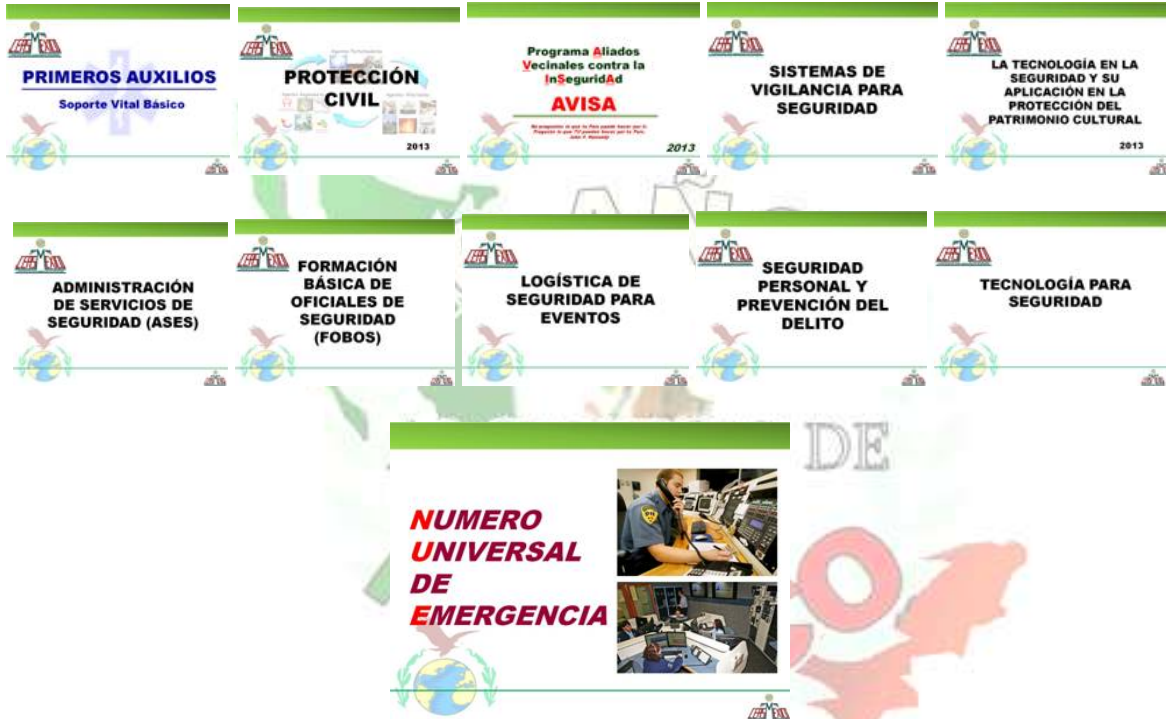 PRIMEROS AUXILIOS
Soporte Vital Básico
PROTECCIÓN
CIVIL
2013
Programa Aliados
Vecinales contra la
InSeguridAd
AVISA
2013
SISTEMAS DE
VIGILANCIA PARA
SEGURIDAD
LA TECNOLOGÍA EN LA
SEGURIDAD Y SU
APLICACIÓN EN LA
PROTECCIÓN DEL
PATRIMONIO CULTURAL
2013
ADMINISTRACIÓN
DE SERVICIOS DE
SEGURIDAD (ASES)
FORMACIÓN
BÁSICA DE
OFICIALES DE
SEGURIDAD
(FOBOS)
LOGÍSTICA DE
SEGURIDAD PARA
EVENTOS
SEGURIDAD
PERSONAL Y
PREVENCIÓN DEL
DELITO
TECNOLOGÍA PARA
SEGURIDAD
DE
NUMERO
UNIVERSAL
DE
EMERGENCIA